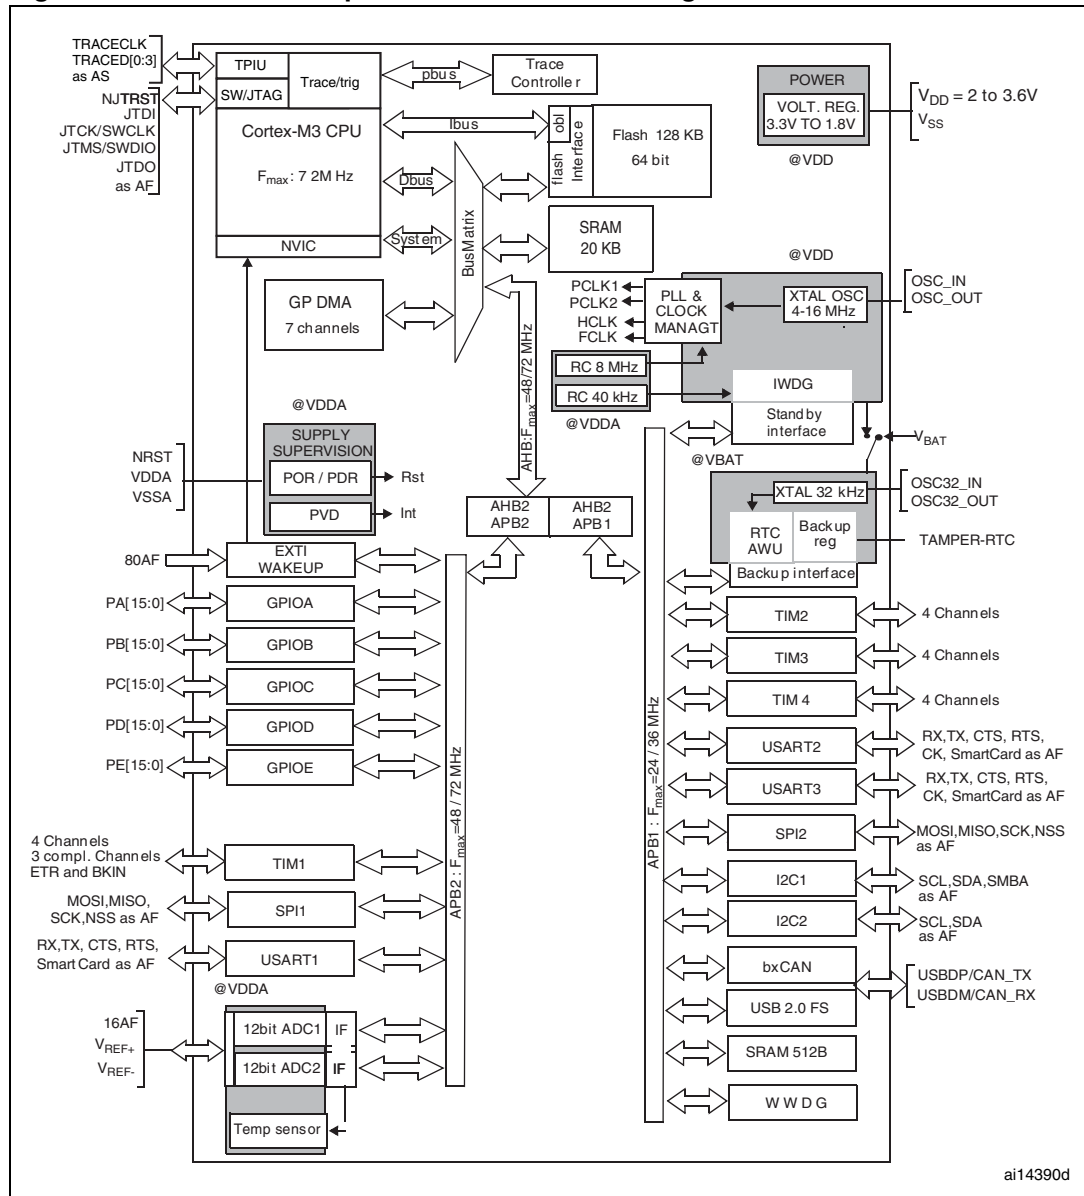 TRACECLK
TRACED[0:3]
as AS
NJTRST
JTDI
JTCK/SWCLK
JTMS/SWDIO
JTDO
as AF
TPIU
SW/JTAG
Trace/trig
Cortex-M3 CPU
Fmax: 7 2M Hz
NVIC
GP DMA
7 channels
pbus
Ibus
Dbus
System
BusMatrix
Trace
Controller
flash obl
Interface
Flash 128 KB
64 bit
SRAM
20 KB
POWER
VOLT. REG.
3.3V TO 1.8V
@VDD
VDD = 2 to 3.6V
VSS
@VDD
PCLK1
PCLK2
HCLK
FCLK
PLL &
CLOCK
MANAGT
XTAL OSC
4-16 MHz
OSC_IN
OSC_OUT
RC 8 MHz
RC 40 kHz
@VDDA
IWDG
Standby
interface
@VBAT
VBAT
XTAL 32 kHz
OSC32_IN
OSC32_OUT
RTC
AWU
Backup
reg
TAMPER-RTC
Backup interface
AHB:Fmax=48/72 MHz
@VDDA
SUPPLY
SUPERVISION
NRST
VDDA
VSSA
POR / PDR
Rst
PVD
Int
AHB2
APB2
AHB2
APB1
80AF
EXTI
WAKEUP
PA[15:0]
GPIOA
PB[15:0]
GPIOB
PC[15:0]
GPIOC
PD[15:0]
GPIOD
PE[15:0]
GPIOE
4 Channels
3 compl. Channels
ETR and BKIN
TIM1
MOSI,MISO,
SCK,NSS as AF
SPI1
RX,TX, CTS, RTS,
SmartCard as AF
USART1
@VDDA
16AF
VREF+
VREF-
12bit ADC1
IF
12bit ADC2
IF
Temp sensor
APB2 : Fmax=48 / 72 MHz
APB1 : Fmax=24 / 36 MHz
TIM2
4 Channels
TIM3
4 Channels
TIM 4
4 Channels
USART2
RX,TX, CTS, RTS,
CK, SmartCard as AF
USART3
RX,TX, CTS, RTS,
CK, SmartCard as AF
SPI2
MOSI,MISO,SCK,NSS
as AF
I2C1
SCL,SDA,SMBA
as AF
I2C2
SCL,SDA
as AF
bxCAN
USBDP/CAN_TX
USBDM/CAN_RX
USB 2.0 FS
SRAM 512B
W W D G
ai14390d